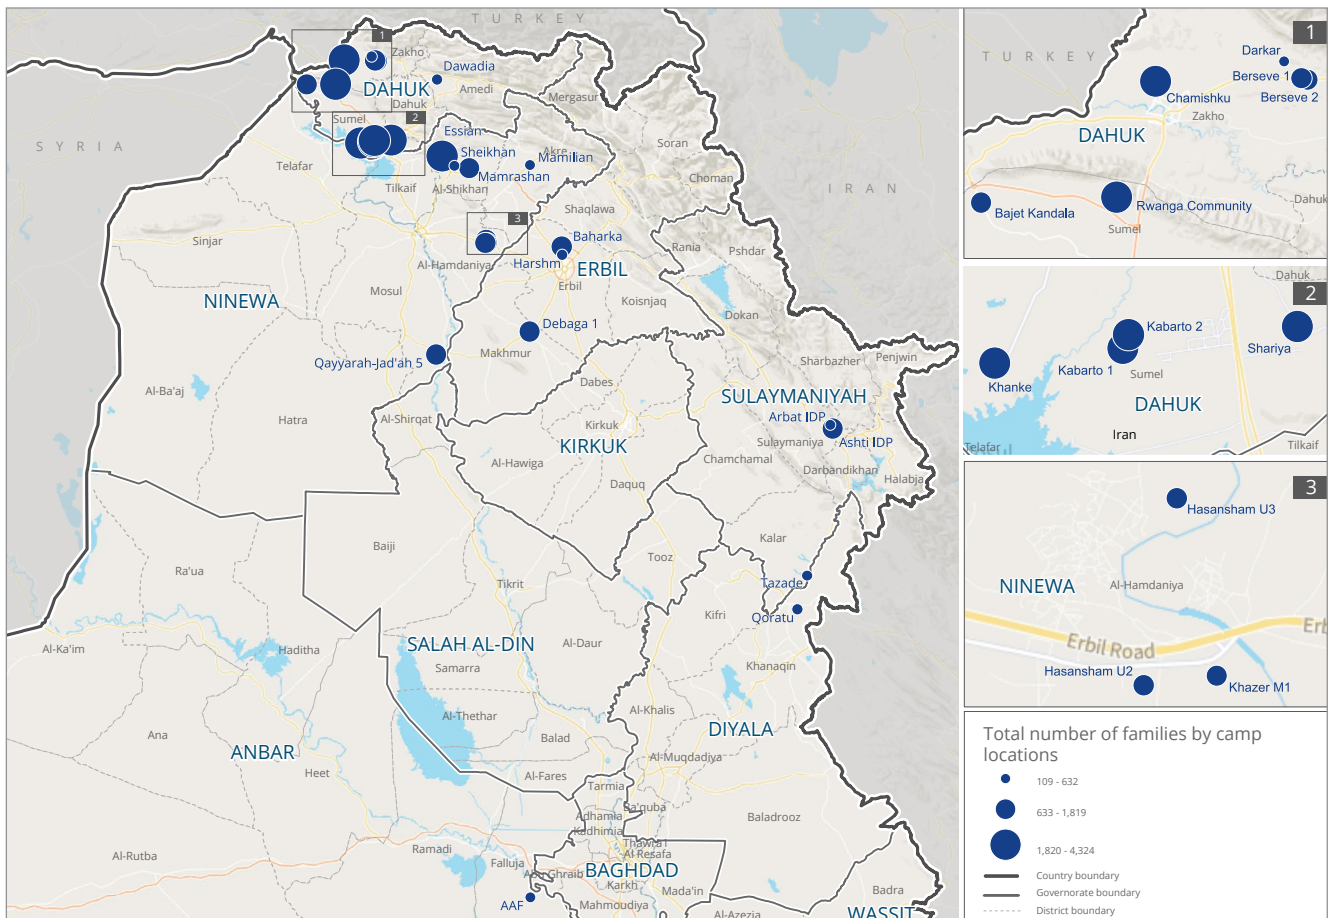 TURKEY
1
Zakho
Dawadia
DAHUK
Amedi
Dahuk
Mergasur
Sumel
2
SYRIA
Essian
Soran
Sheikhan
Akre
Mamilian
Telafar
Mamrashan
Choman
Tilkaif
Al-Shikhan
IRAN
Shaqlawa
3
Sinjar
Baharka
Rania
Pshdar
Al-Hamdaniya
Harshm
ERBIL
Erbil
Mosul
NINEWA
Koisnjaq
Dokan
Debaga 1
Makhmur
Qayyarah-Jad'ah 5
Sharbazher
Penjwin
Al-Ba'aj
Dabes
SULAYMANIYAH
Hatra
Al-Shirqat
Arbat IDP
Kirkuk
Sulaymaniya
Ashti IDP
KIRKUK
Chamchamal
Al-Hawiga
Darbandikhan
Halabja
Daquq
Kalar
Baiji
Tooz
Ra'ua
Tikrit
Tazade
Kifri
Qoratu
SALAH AL-DIN
Al-Daur
Al-Ka'im
Haditha
Samarra
Khanaqin
Al-Thethar
Al-Khalis
DIYALA
Ana
Balad
ANBAR
Al-Muqdadiya
Heet
Al-Fares
Tarmia
Ba'quba
Adhamia
Baladrooz
Kadhimia
Thawra1
Ramadi
Al Resafa
Al-Rutba
Falluja
Abu Ghraib
BAGHDAD
Karkh
Mada'in
Badra
AAF
Mahmoudiya
Al-Azezia
WASSIT
1
TURKEY
Darkar
Berseve 1
Chamishku
Berseve 2
Zakho
DAHUK
Dahuk
Bajet Kandala
Rwanga Community
Sumel
Dahuk
2
Kabarto 2
Shariya
Khanke
Kabarto 1
Sumel
DAHUK
Iran
Telafar
Tilkaif
3
Hasansham U3
NINEWA
Al-Hamdaniya
Erbil Road
Erb
Hasansham U2
Khazer M1
Total number of families by camp
locations
109 - 632
633 - 1,819
1,820 - 4,324
Country boundary
Governorate boundary
District boundary